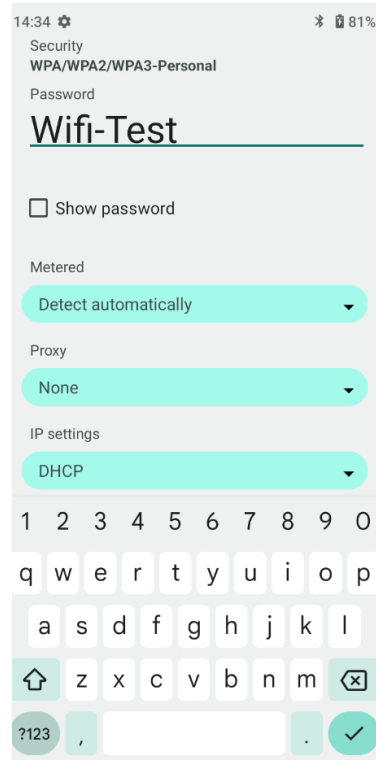 14:34 81%
Security
WPA/WPA2/WPA3-Personal
Password
Wifi-Test
Show password
Metered
Detect automatically
Proxy
None
IP settings
DHCP
1 2 3 4 5 6 7 8 9 0
q w e r t y u i o p
a s d f g h j k l
z x c v b n m
?123 , .